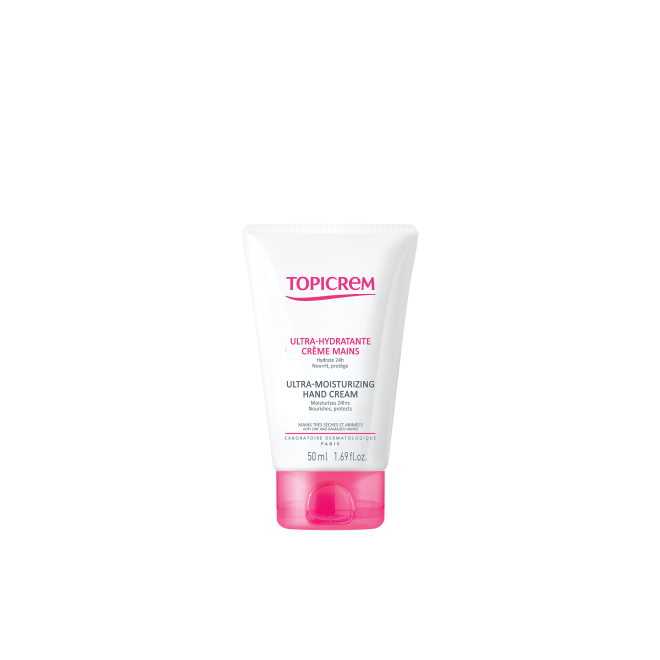 TOPICREM
ULTRA-HYDRATANTE
CRÈME MAINS
Hydrate 24h
Nourrit, protège
ULTRA-MOISTURIZING
HAND CREAM
Moisturizes 24hrs
Nourishes, protects
MAINS TRÈS SÈCHES ET ABIMÉES
VERY DRY AND DAMAGED HANDS
LABORATOIRE DERMATOLOGIQUE
PARIS
50 ml 1.69 fl.oz.